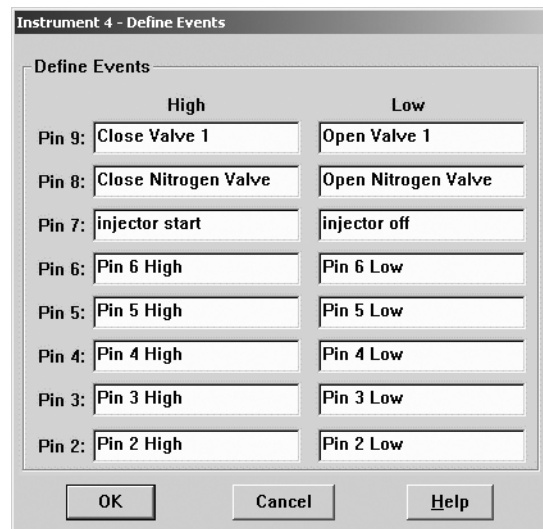 Instrument 4 - Define Events
Define Events
High Low
Pin 9: Close Valve 1 Open Valve 1
Pin 8: Close Nitrogen Valve Open Nitrogen Valve
Pin 7: injector start injector off
Pin 6: Pin 6 High Pin 6 Low
Pin 5: Pin 5 High Pin 5 Low
Pin 4: Pin 4 High Pin 4 Low
Pin 3: Pin 3 High Pin 3 Low
Pin 2: Pin 2 High Pin 2 Low
OK Cancel Help